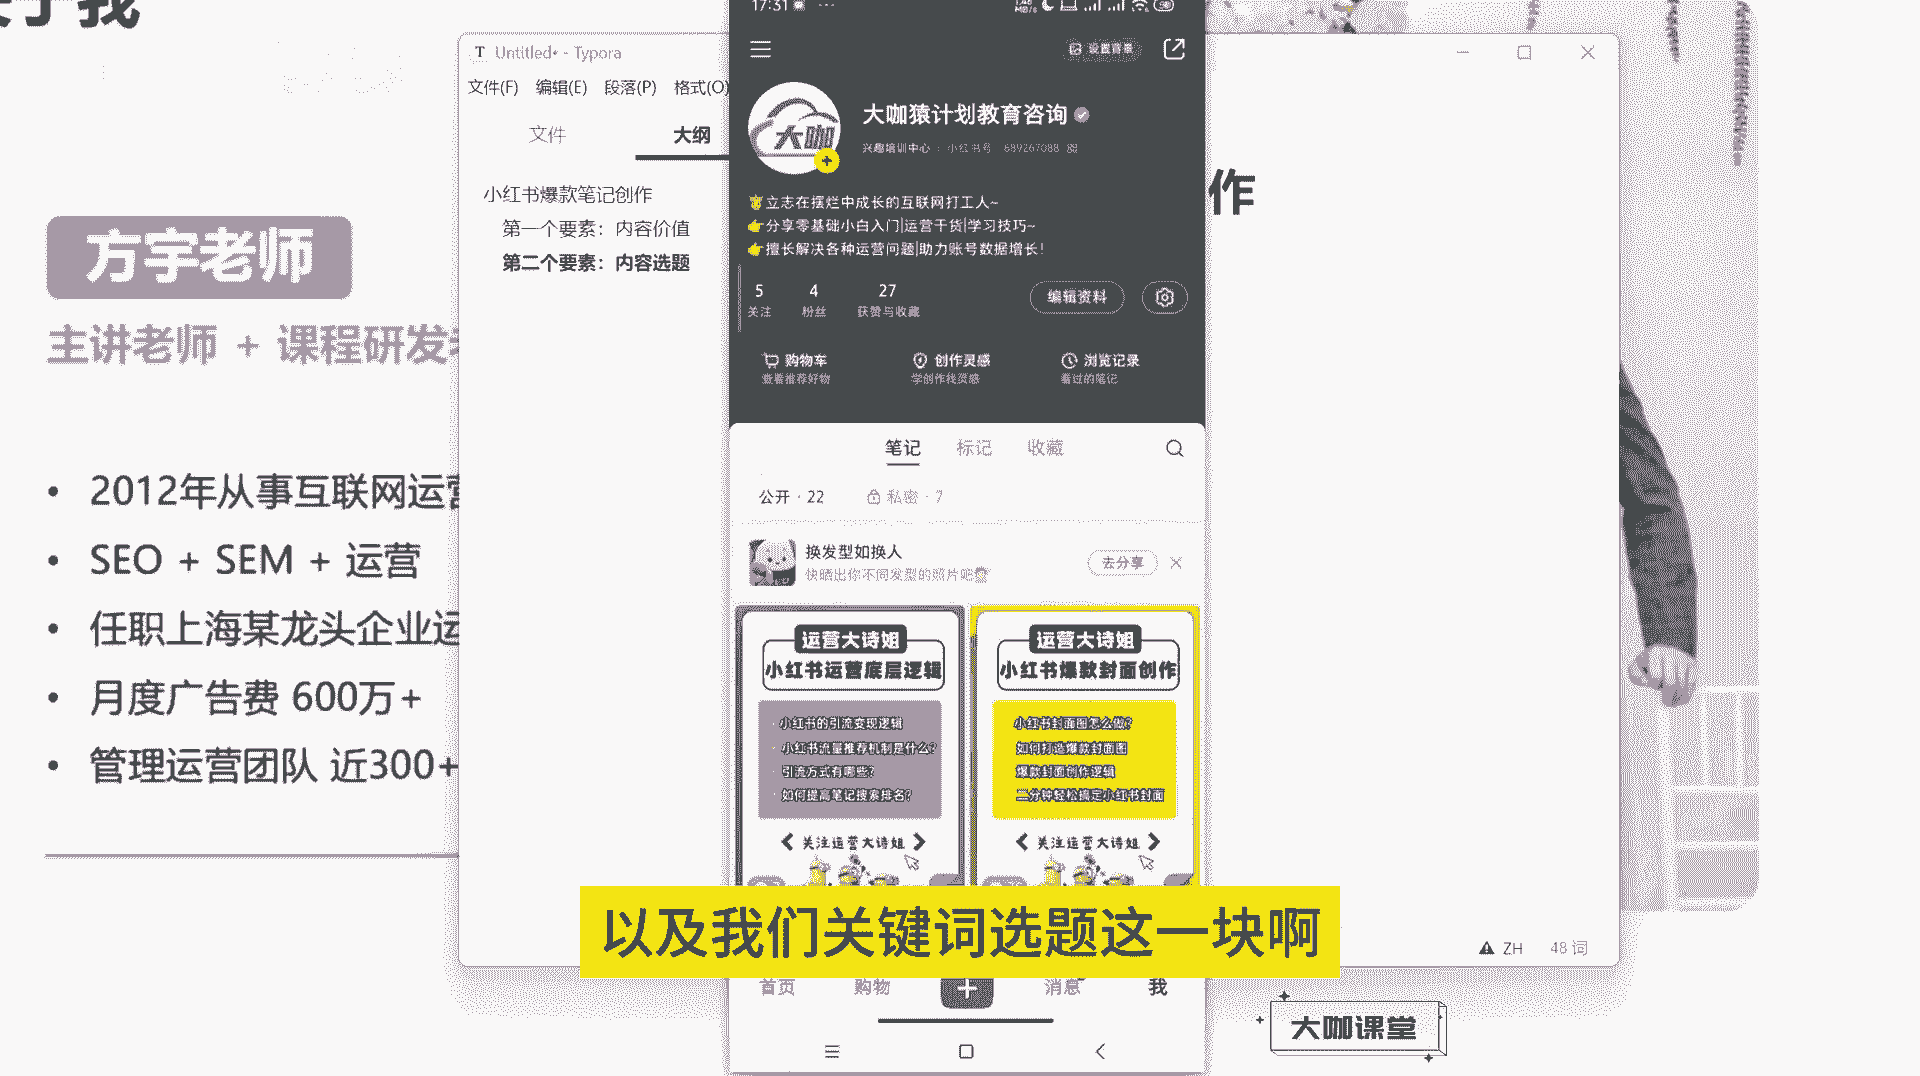 于我
方宇老师
主讲老师 + 课程研发
• 2012年从事互联网运营
• SEO + SEM + 运营
• 任职上海某龙头企业运
• 月度广告费 600万+
• 管理运营团队 近300+
Untitled• - Typora
文件(F) 编辑(E) 段落(P) 格式(O)
文件 大纲
小红书爆款笔记创作
第一个要素：内容价值
第二个要素：内容选题
作
17:31
设置背景
大咖
大咖猿计划教育咨询
兴趣培训中心 小红书号 689267088
立志在摆烂中成长的互联网打工人~
分享零基础小白入门|运营干货|学习技巧~
擅长解决各种运营问题|助力账号数据增长！
5 4 27
关注 粉丝 获赞与收藏
编辑资料
购物车 创作灵感 浏览记录
查看推荐好物 学创作找灵感 看过的笔记
笔记 标记 收藏
公开 · 22 私密 · 7
换发型如换人
快晒出你不同发型的照片吧
去分享
运营大诗姐
小红书运营底层逻辑
· 小红书的引流变现逻辑
· 小红书流量推荐机制是什么？
· 引流方式有哪些？
· 如何提高笔记搜索排名？
关注运营大诗姐
运营大诗姐
小红书爆款封面创作
小红书封面图怎么做？
如何打造爆款封面图
爆款封面创作逻辑
二分钟轻松搞定小红书封面
关注运营大诗姐
以及我们关键词选题这一块啊
首页 购物 消息 我
ZH 48 词
大咖课堂